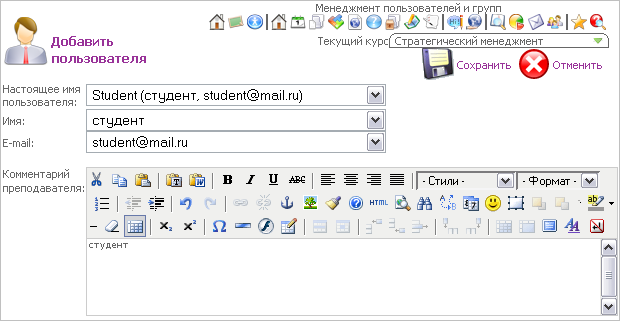 Менеджмент пользователей и групп
Добавить
пользователя
Текущий курс
Стратегический менеджмент
Сохранить
Отменить
Настоящее имя
пользователя:
Student (студент, student@mail.ru)
Имя:
студент
E-mail:
student@mail.ru
Комментарий
преподавателя:
B I U ABC
- Стили -
- Формат -
HTML
студент